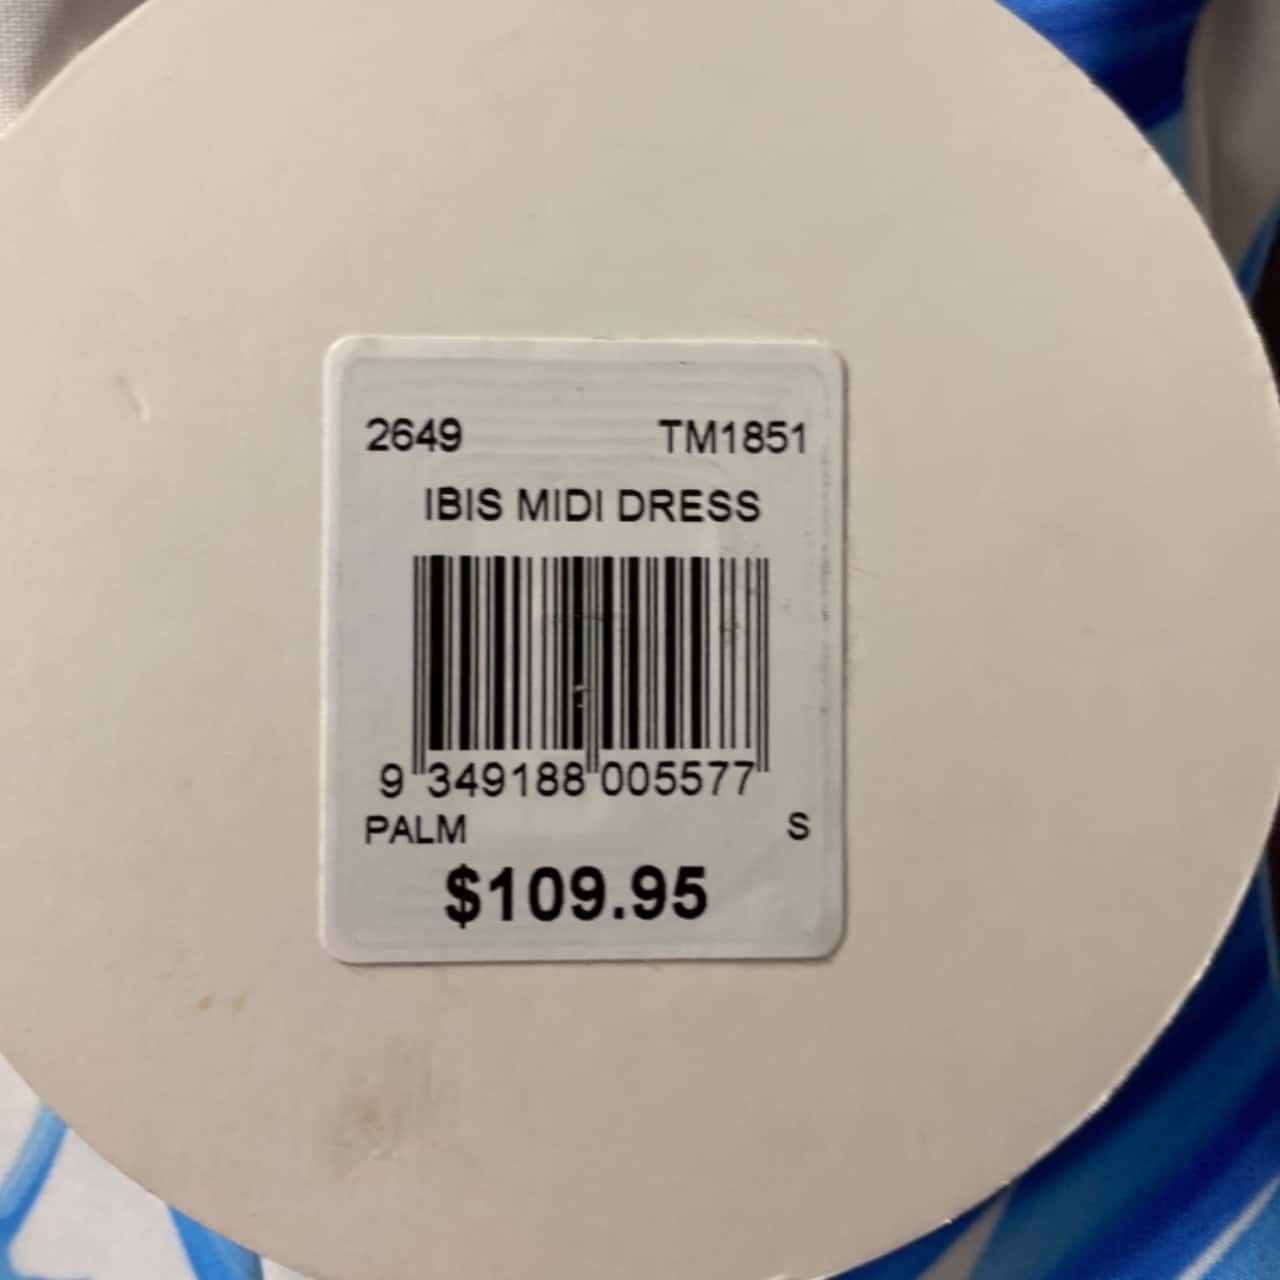 2649 TM1851
IBIS MIDI DRESS
9 349188 005577
PALM S
$109.95